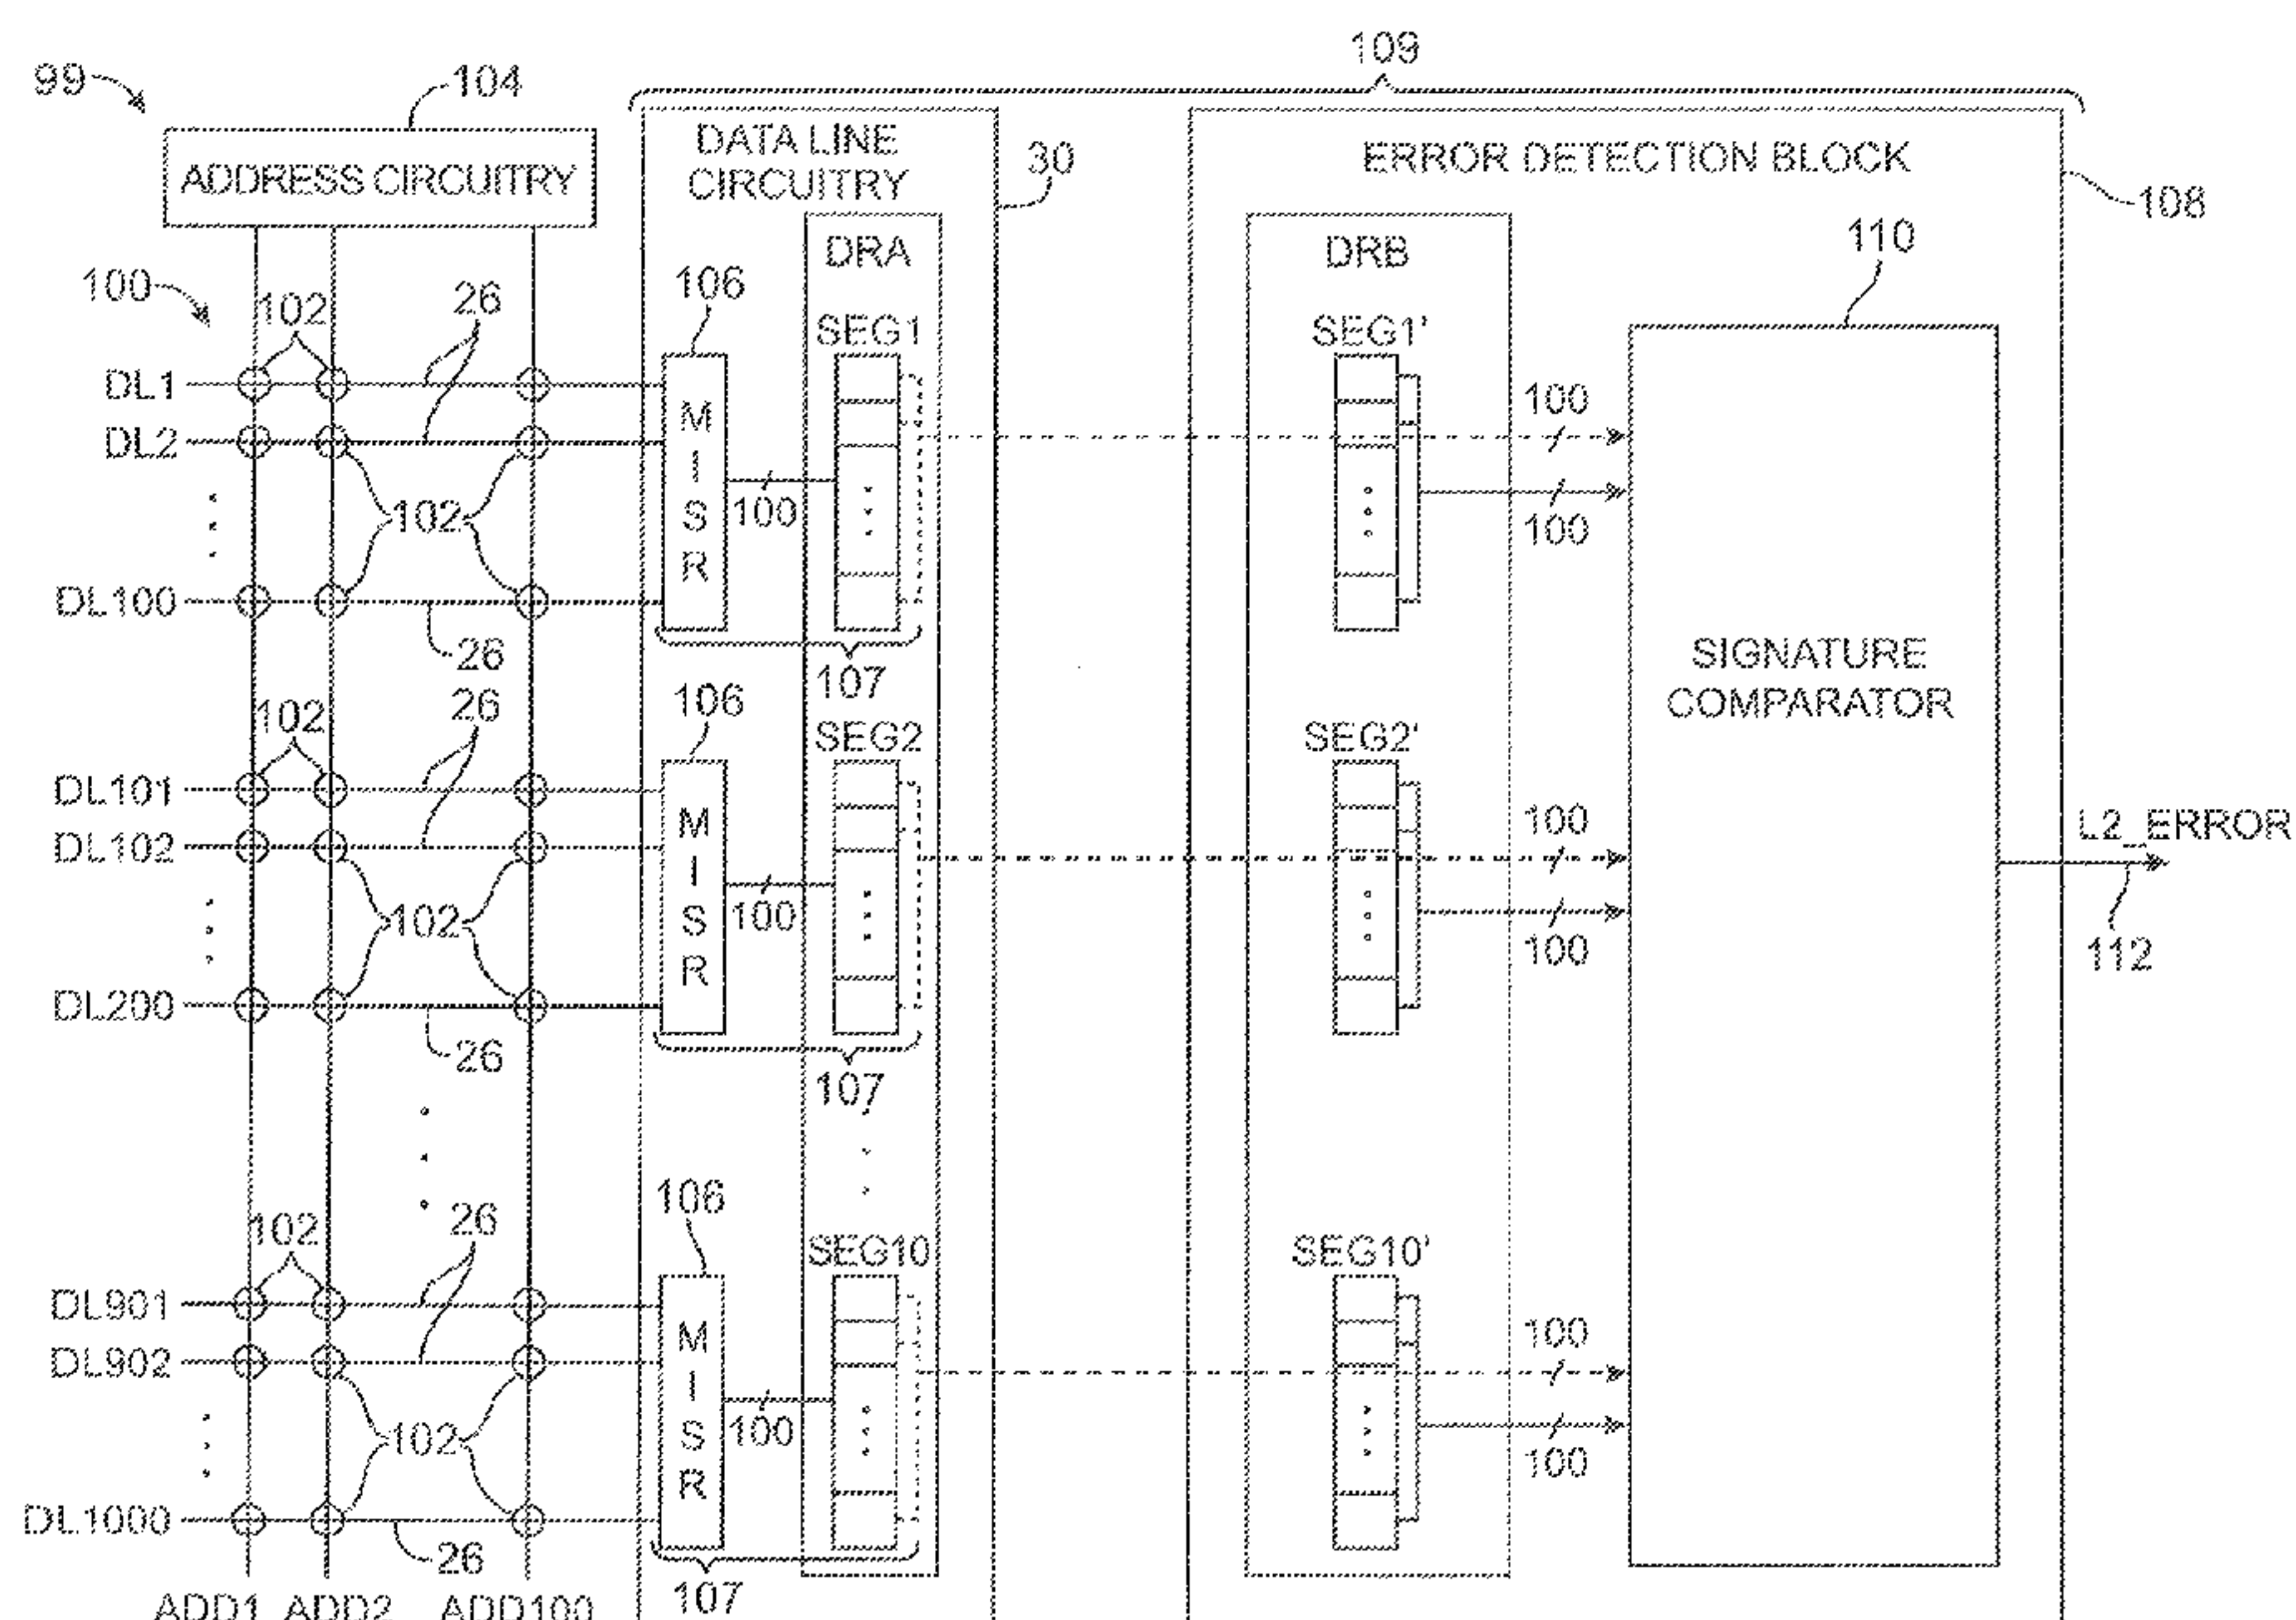 109
99
104
DATA LINE
CIRCUITRY
30
ERROR DETECTION BLOCK
ADDRESS CIRCUITRY
108
110
DRA
DRB
100
102
26
106
SEG1
SEG1'
DL1
M
I
S
R
100
DL2
102
100
100
DL100
26
107
SIGNATURE
COMPARATOR
102
26
106
SEG2
SEG2'
DL101
M
I
S
R
100
L2_ERROR
DL102
102
100
100
112
DL200
26
107
102
26
106
SEG10
SEG10'
DL901
M
I
S
R
100
DL902
102
100
100
DL1000
26
107
ADD1 ADD2 ADD100